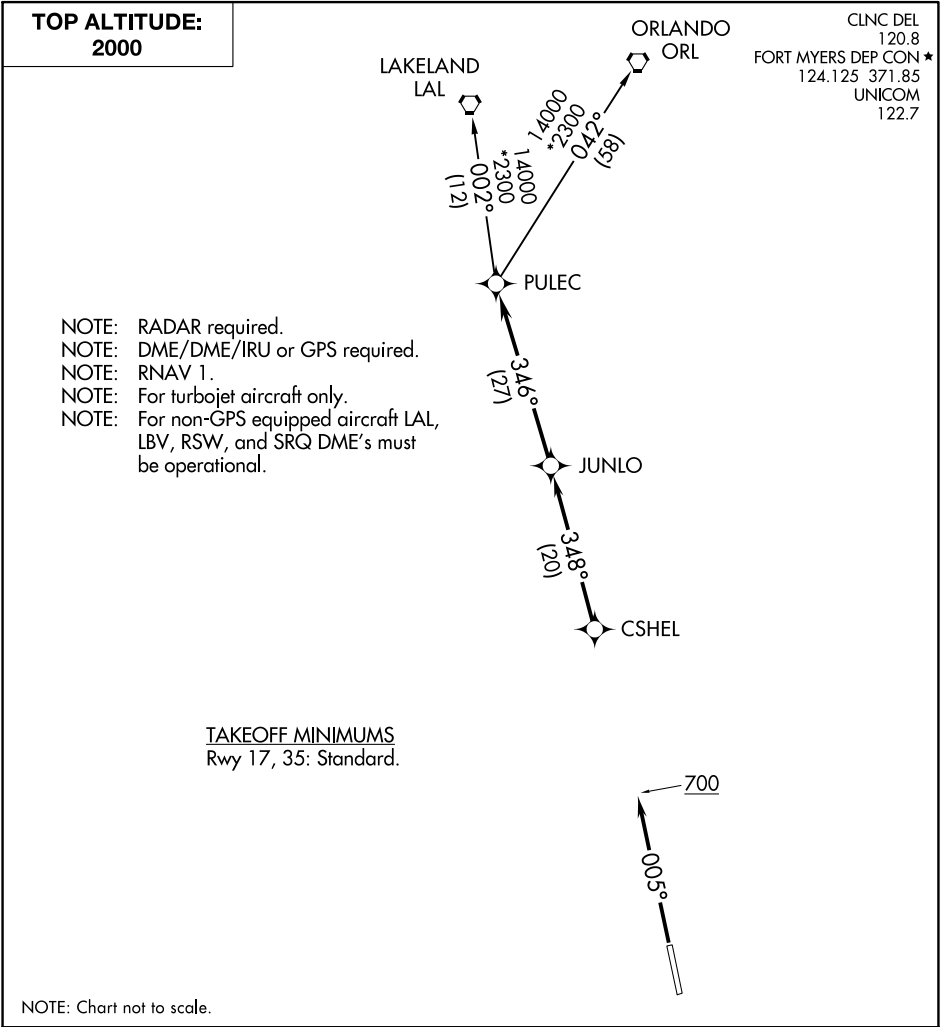 TOP ALTITUDE:
2000
CLNC DEL
120.8
FORT MYERS DEP CON ★
124.125 371.85
UNICOM
122.7
ORLANDO
ORL
LAKELAND
LAL
14000
*2300
042°
(58)
14000
*2300
002°
(12)
PULEC
NOTE: RADAR required.
NOTE: DME/DME/IRU or GPS required.
NOTE: RNAV 1.
NOTE: For turbojet aircraft only.
NOTE: For non-GPS equipped aircraft LAL,
LBV, RSW, and SRQ DME's must
be operational.
346°
(27)
JUNLO
348°
(20)
CSHEL
TAKEOFF MINIMUMS
Rwy 17, 35: Standard.
700
005°
NOTE: Chart not to scale.